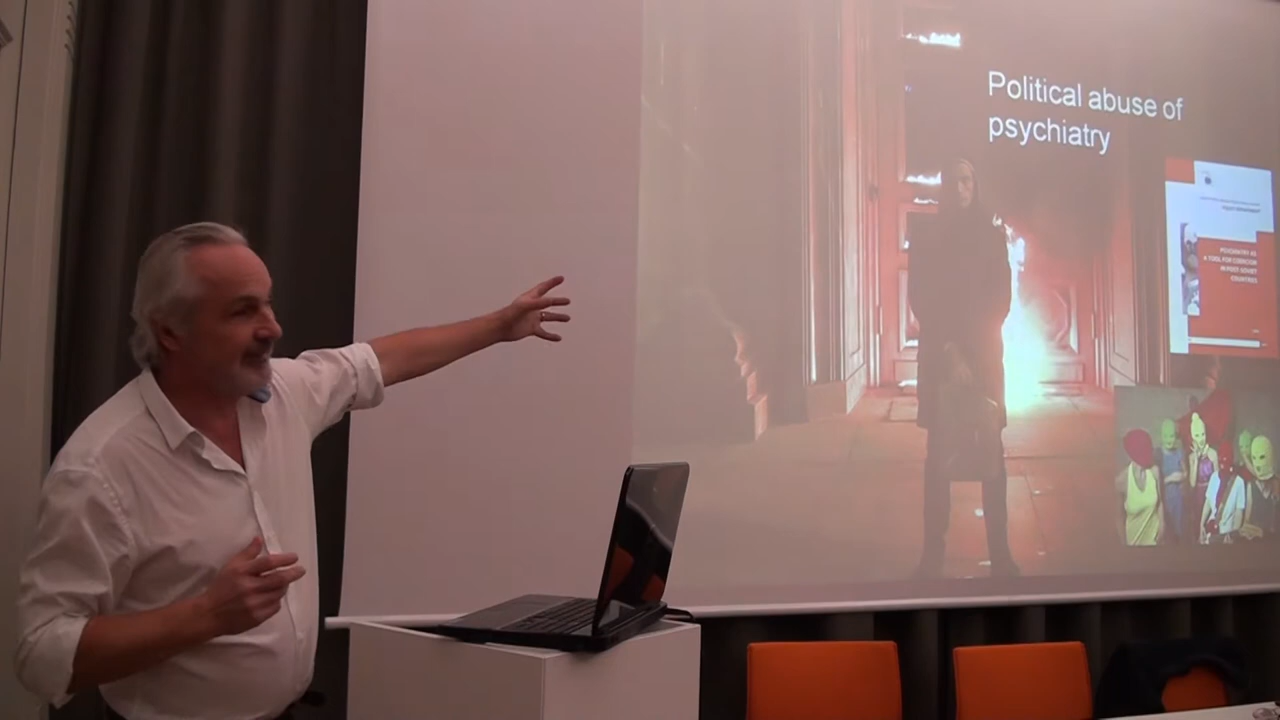 Political abuse of
psychiatry
PSYCHIATRY AS
A TOOL FOR COERCION
IN POST-SOVIET
COUNTRIES